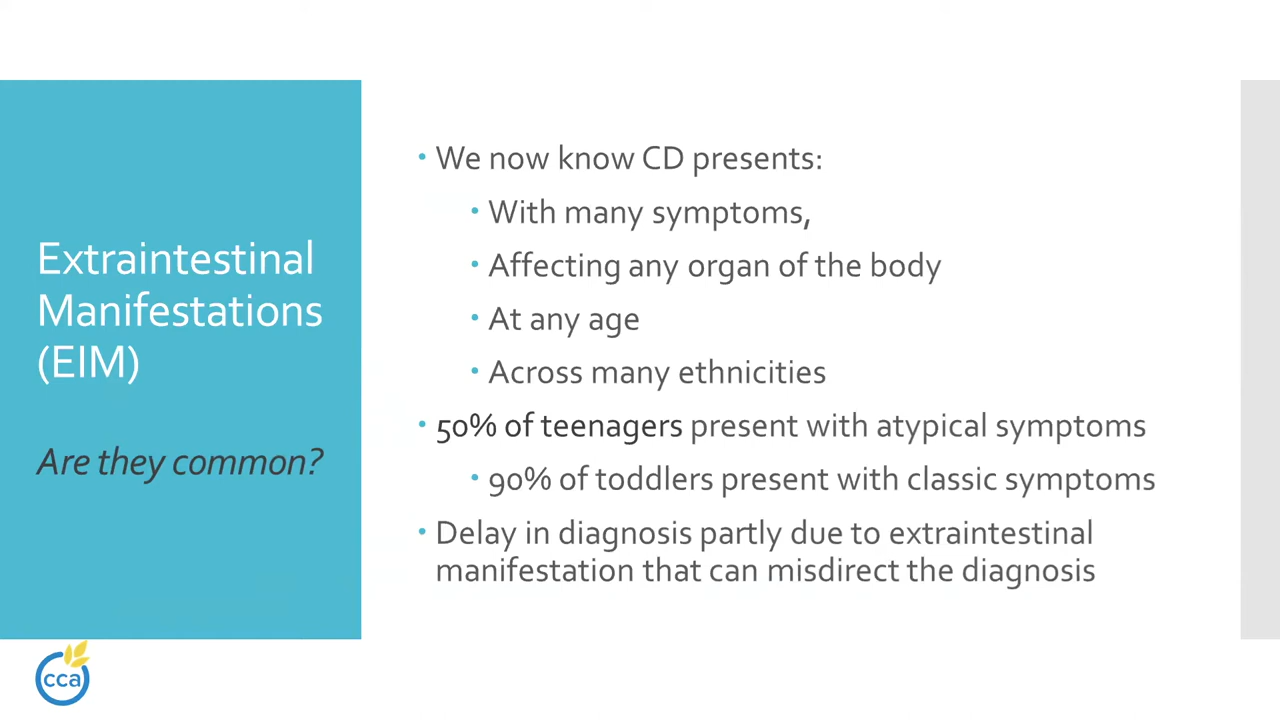 Extraintestinal
Manifestations
(EIM)
Are they common?
• We now know CD presents:
• With many symptoms,
• Affecting any organ of the body
• At any age
• Across many ethnicities
• 50% of teenagers present with atypical symptoms
• 90% of toddlers present with classic symptoms
• Delay in diagnosis partly due to extraintestinal
manifestation that can misdirect the diagnosis
cca